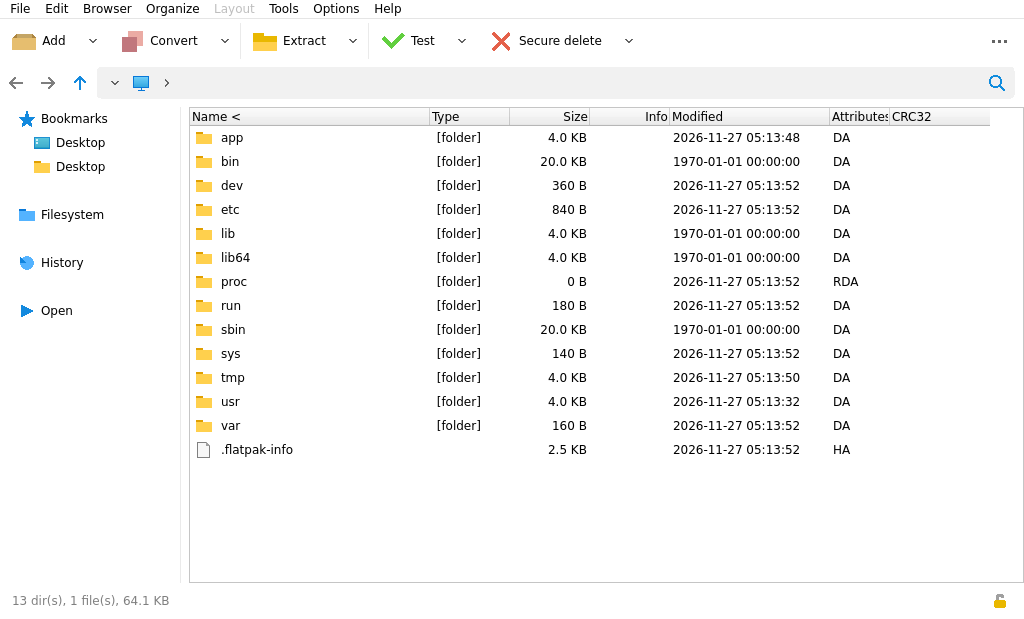 File Edit Browser Organize Layout Tools Options Help
Add Convert Extract Test Secure delete
Bookmarks
Desktop
Desktop
Filesystem
History
Open
Name < Type Size Info Modified Attributes CRC32
app [folder] 4.0 KB 2026-11-27 05:13:48 DA
bin [folder] 20.0 KB 1970-01-01 00:00:00 DA
dev [folder] 360 B 2026-11-27 05:13:52 DA
etc [folder] 840 B 2026-11-27 05:13:52 DA
lib [folder] 4.0 KB 1970-01-01 00:00:00 DA
lib64 [folder] 4.0 KB 1970-01-01 00:00:00 DA
proc [folder] 0 B 2026-11-27 05:13:52 RDA
run [folder] 180 B 2026-11-27 05:13:52 DA
sbin [folder] 20.0 KB 1970-01-01 00:00:00 DA
sys [folder] 140 B 2026-11-27 05:13:52 DA
tmp [folder] 4.0 KB 2026-11-27 05:13:50 DA
usr [folder] 4.0 KB 2026-11-27 05:13:32 DA
var [folder] 160 B 2026-11-27 05:13:52 DA
.flatpak-info 2.5 KB 2026-11-27 05:13:52 HA
13 dir(s), 1 file(s), 64.1 KB